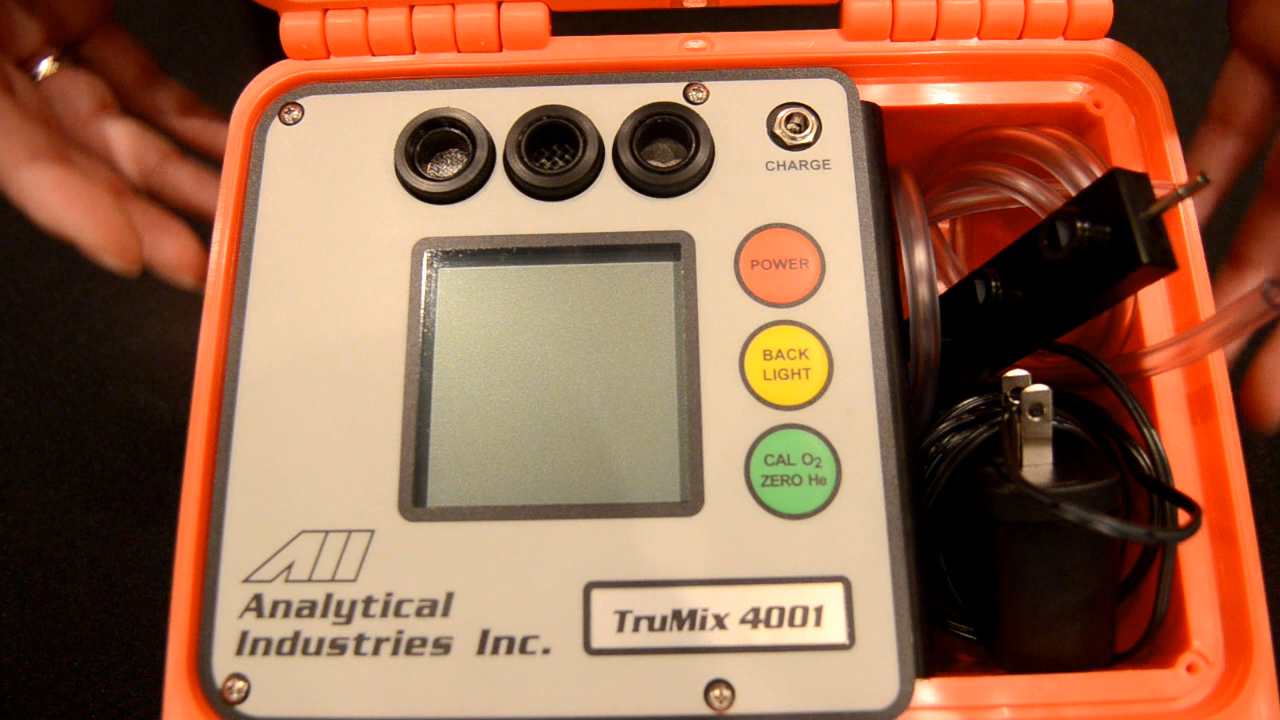 CHARGE
POWER
BACK
LIGHT
CAL O₂
ZERO He
AII
Analytical
Industries Inc.
TruMix 4001